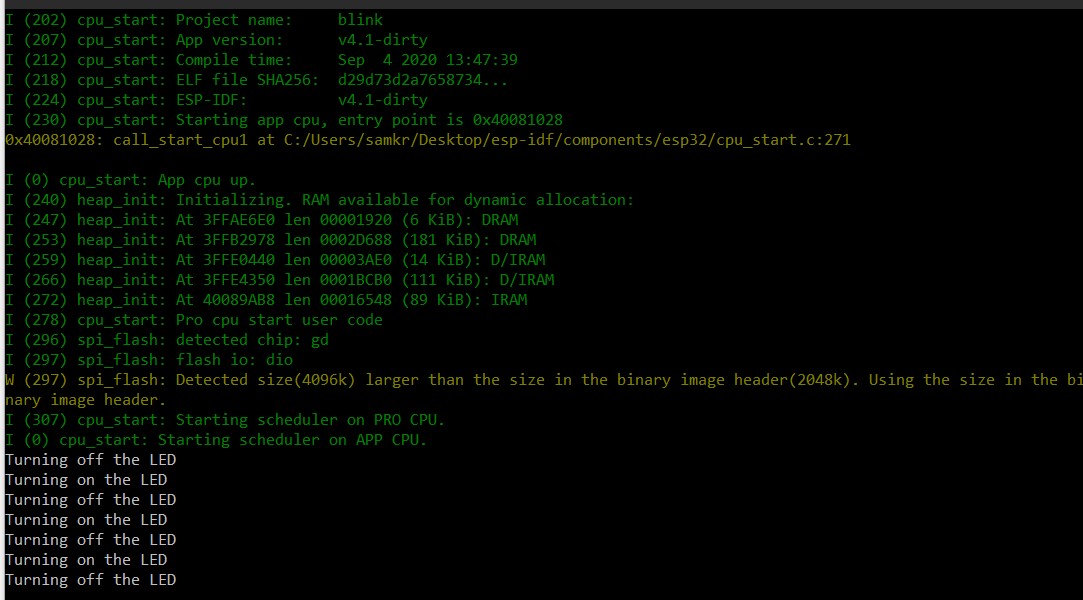 I (202) cpu_start: Project name:     blink
I (207) cpu_start: App version:      v4.1-dirty
I (212) cpu_start: Compile time:     Sep  4 2020 13:47:39
I (218) cpu_start: ELF file SHA256:  d29d73d2a7658734...
I (224) cpu_start: ESP-IDF:          v4.1-dirty
I (230) cpu_start: Starting app cpu, entry point is 0x40081028
0x40081028: call_start_cpu1 at C:/Users/samkr/Desktop/esp-idf/components/esp32/cpu_start.c:271
I (0) cpu_start: App cpu up.
I (240) heap_init: Initializing. RAM available for dynamic allocation:
I (247) heap_init: At 3FFAE6E0 len 00001920 (6 KiB): DRAM
I (253) heap_init: At 3FFB2978 len 0002D688 (181 KiB): DRAM
I (259) heap_init: At 3FFE0440 len 00003AE0 (14 KiB): D/IRAM
I (266) heap_init: At 3FFE4350 len 0001BCB0 (111 KiB): D/IRAM
I (272) heap_init: At 40089AB8 len 00016548 (89 KiB): IRAM
I (278) cpu_start: Pro cpu start user code
I (296) spi_flash: detected chip: gd
I (297) spi_flash: flash io: dio
W (297) spi_flash: Detected size(4096k) larger than the size in the binary image header(2048k). Using the size in the bi
nary image header.
I (307) cpu_start: Starting scheduler on PRO CPU.
I (0) cpu_start: Starting scheduler on APP CPU.
Turning off the LED
Turning on the LED
Turning off the LED
Turning on the LED
Turning off the LED
Turning on the LED
Turning off the LED